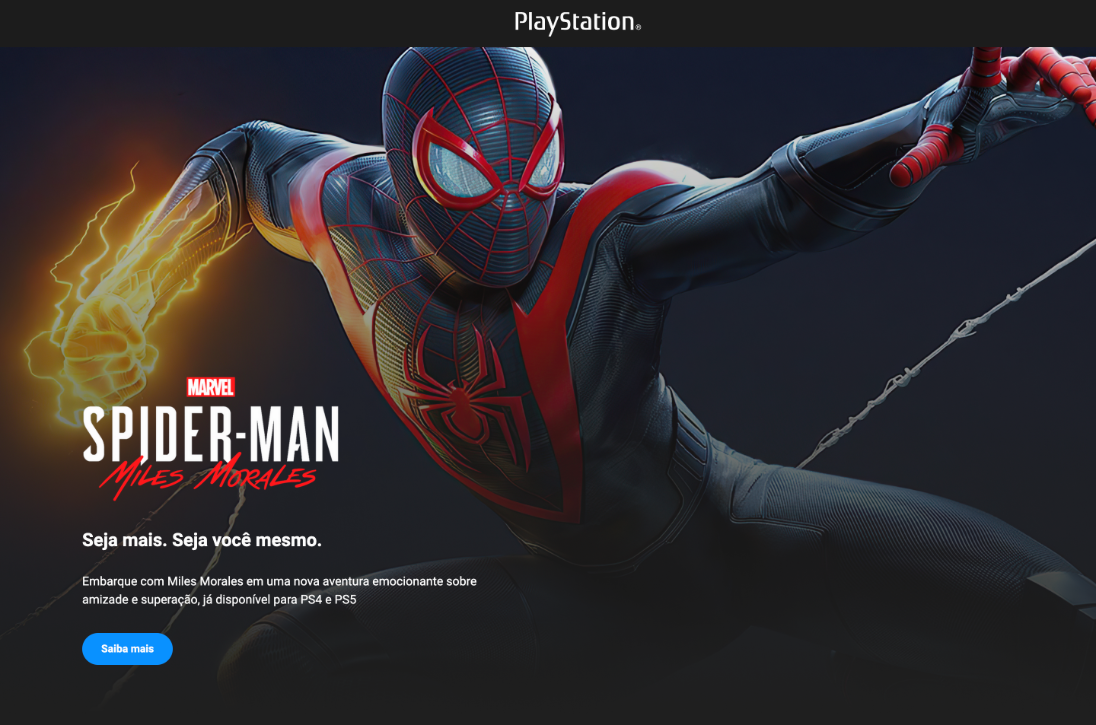 PlayStation®
MARVEL
SPIDER-MAN
MILES MORALES
Seja mais. Seja você mesmo.
Embarque com Miles Morales em uma nova aventura emocionante sobre
amizade e superação, já disponível para PS4 e PS5
Saiba mais